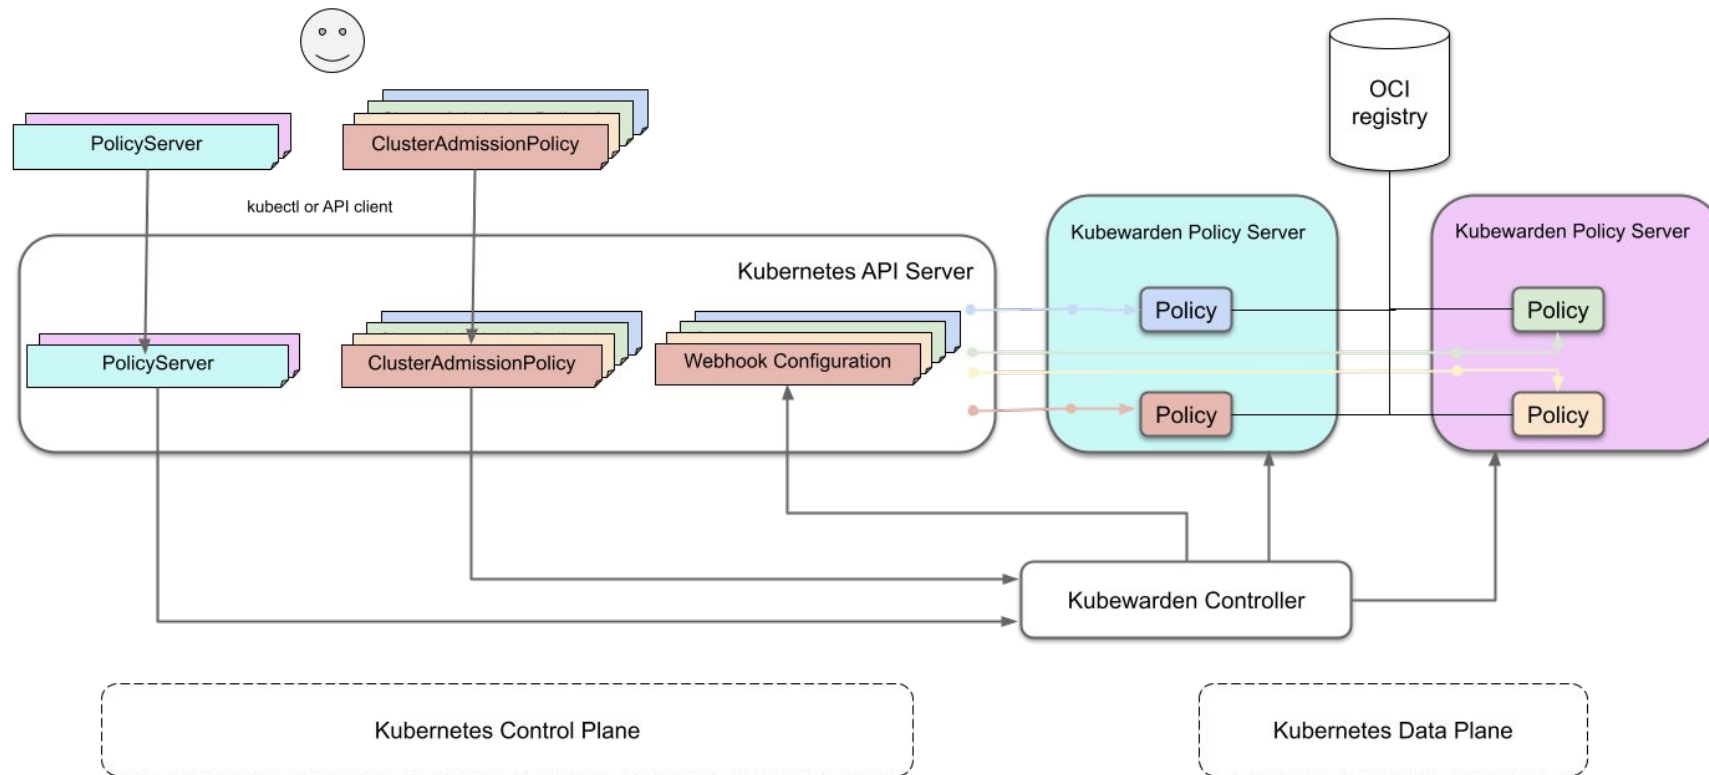 OCI
registry
PolicyServer
ClusterAdmissionPolicy
kubectl or API client
Kubernetes API Server
Kubewarden Policy Server
Kubewarden Policy Server
Policy
Policy
PolicyServer
ClusterAdmissionPolicy
Webhook Configuration
Policy
Policy
Kubewarden Controller
Kubernetes Control Plane
Kubernetes Data Plane